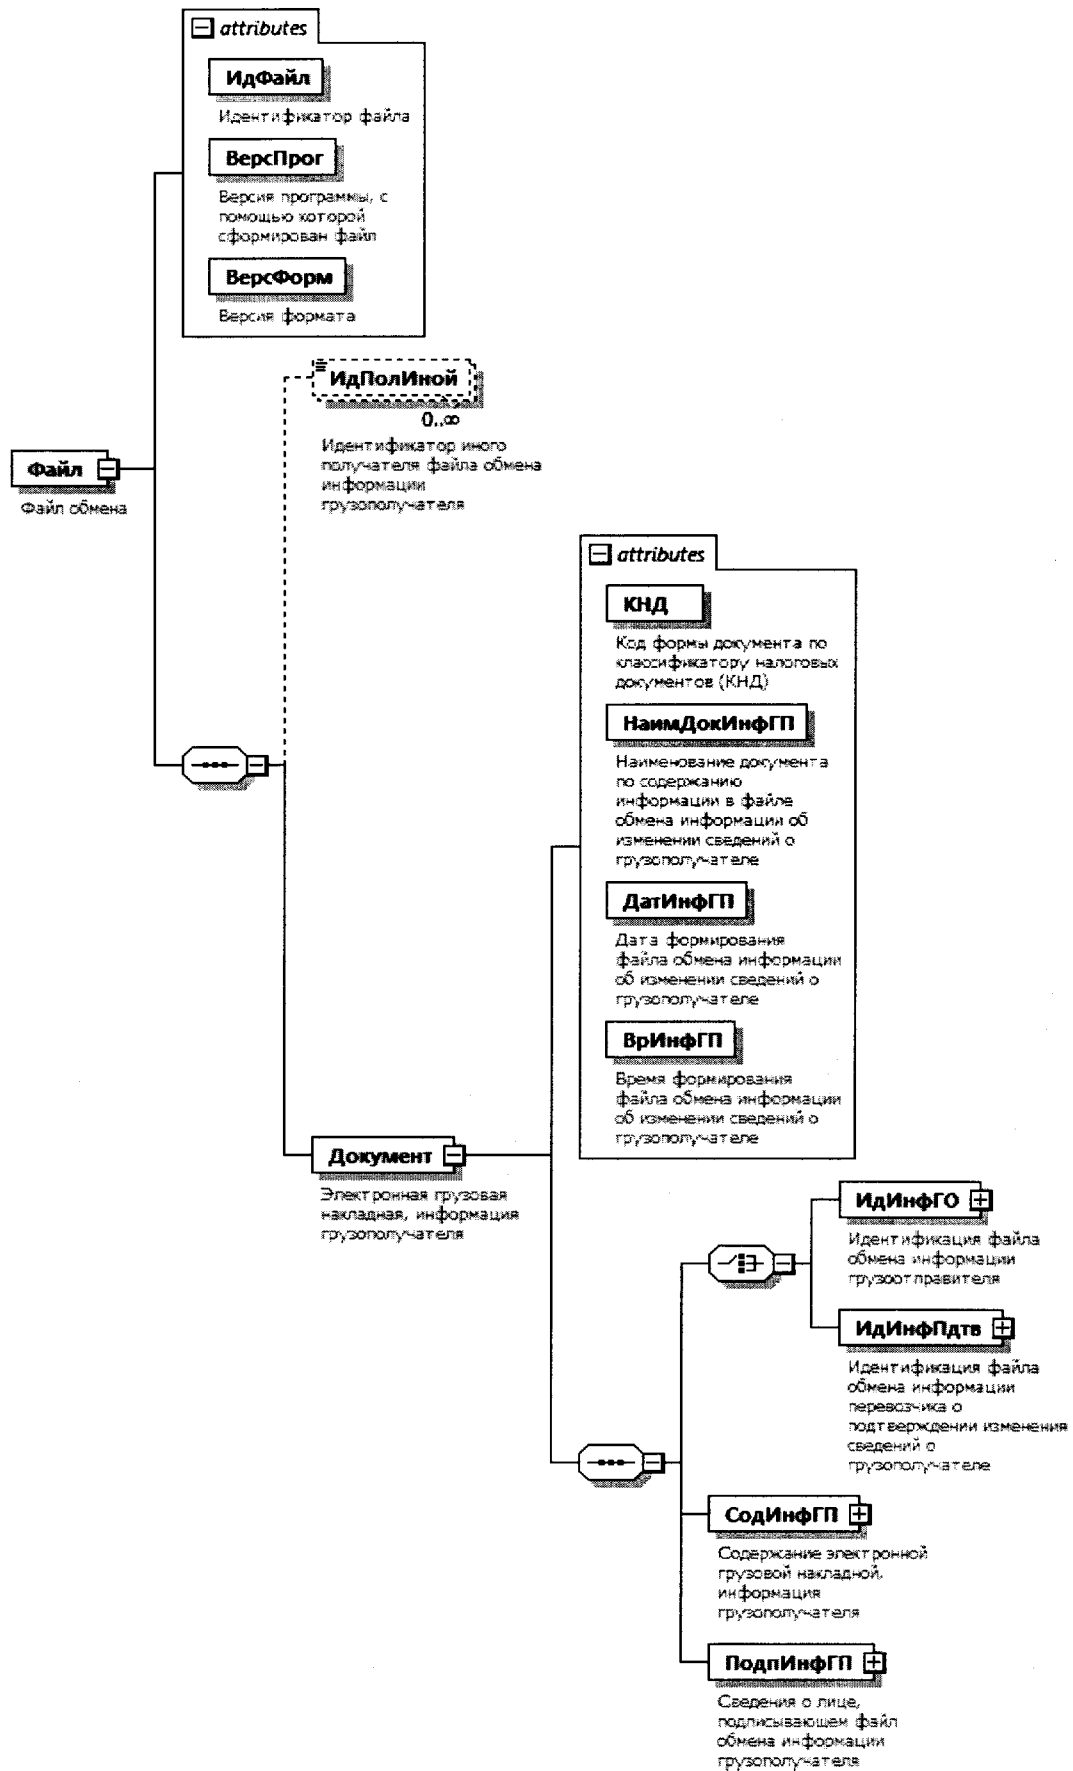 attributes
ИдФайл
Идентификатор файла
ВерсПрог
Версия программы, с
помощью которой
сформирован файл
ВерсФорм
Версия формата
ИдПолИной
0..∞
Идентификатор иного
получателя файла обмена
информации
грузополучателя
Файл
Файл обмена
attributes
КНД
Код формы документа по
классификатору налоговых
документов (КНД)
НаимДокИнфГП
Наименование документа
по содержанию
информации в файле
обмена информации об
изменении сведений о
грузополучателе
ДатИнфГП
Дата формирования
файла обмена информации
об изменении сведений о
грузополучателе
ВрИнфГП
Время формирования
файла обмена информации
об изменении сведений о
грузополучателе
Документ
Электронная грузовая
накладная, информация
грузополучателя
ИдИнфГО
Идентификация файла
обмена информации
грузоотправителя
ИдИнфПдтв
Идентификация файла
обмена информации
перевозчика о
подтверждении изменения
сведений о
грузополучателе
СодИнфГП
Содержание электронной
грузовой накладной,
информация
грузополучателя
ПодпИнфГП
Сведения о лице,
подписывающем файл
обмена информации
грузополучателя